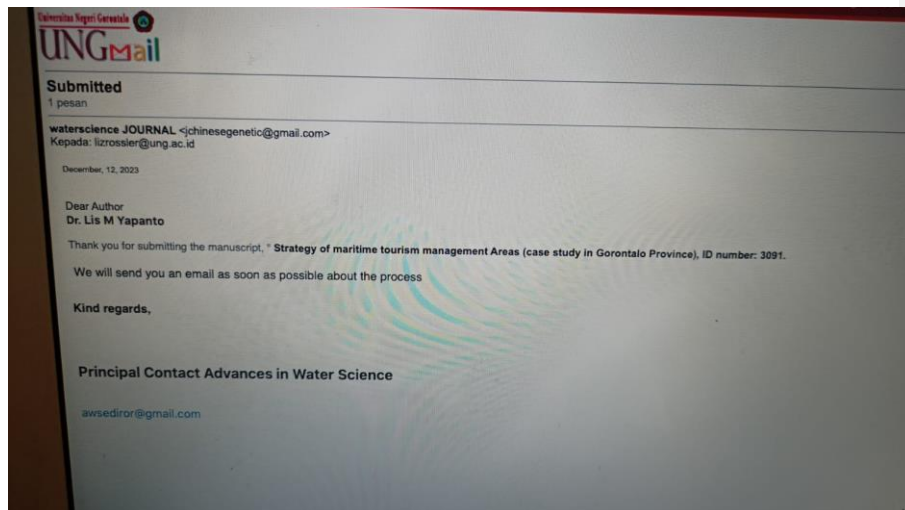 Universitas Negeri Gorontalo
UNGmail
Submitted
1 pesan
waterscience JOURNAL <jchinesegenetic@gmail.com>
Kepada: lizrossler@ung.ac.id
December, 12, 2023
Dear Author
Dr. Lis M Yapanto
Thank you for submitting the manuscript, " Strategy of maritime tourism management Areas (case study in Gorontalo Province), ID number: 3091.
We will send you an email as soon as possible about the process
Kind regards,
Principal Contact Advances in Water Science
awsediror@gmail.com